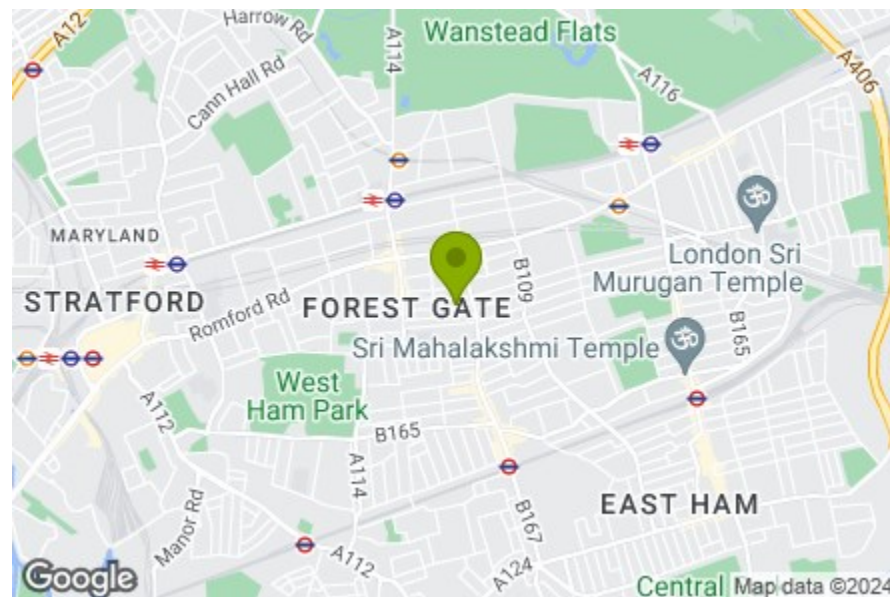 A12
Harrow Rd
A114
Wanstead Flats
A406
Cann Hall Rd
A116
MARYLAND
London Sri
Murugan Temple
B109
STRATFORD
Romford Rd
FOREST GATE
B165
Sri Mahalakshmi Temple
West
Ham Park
A112
B165
A114
Manor Rd
EAST HAM
B167
A112
A124
Google
Central
Map data ©2024